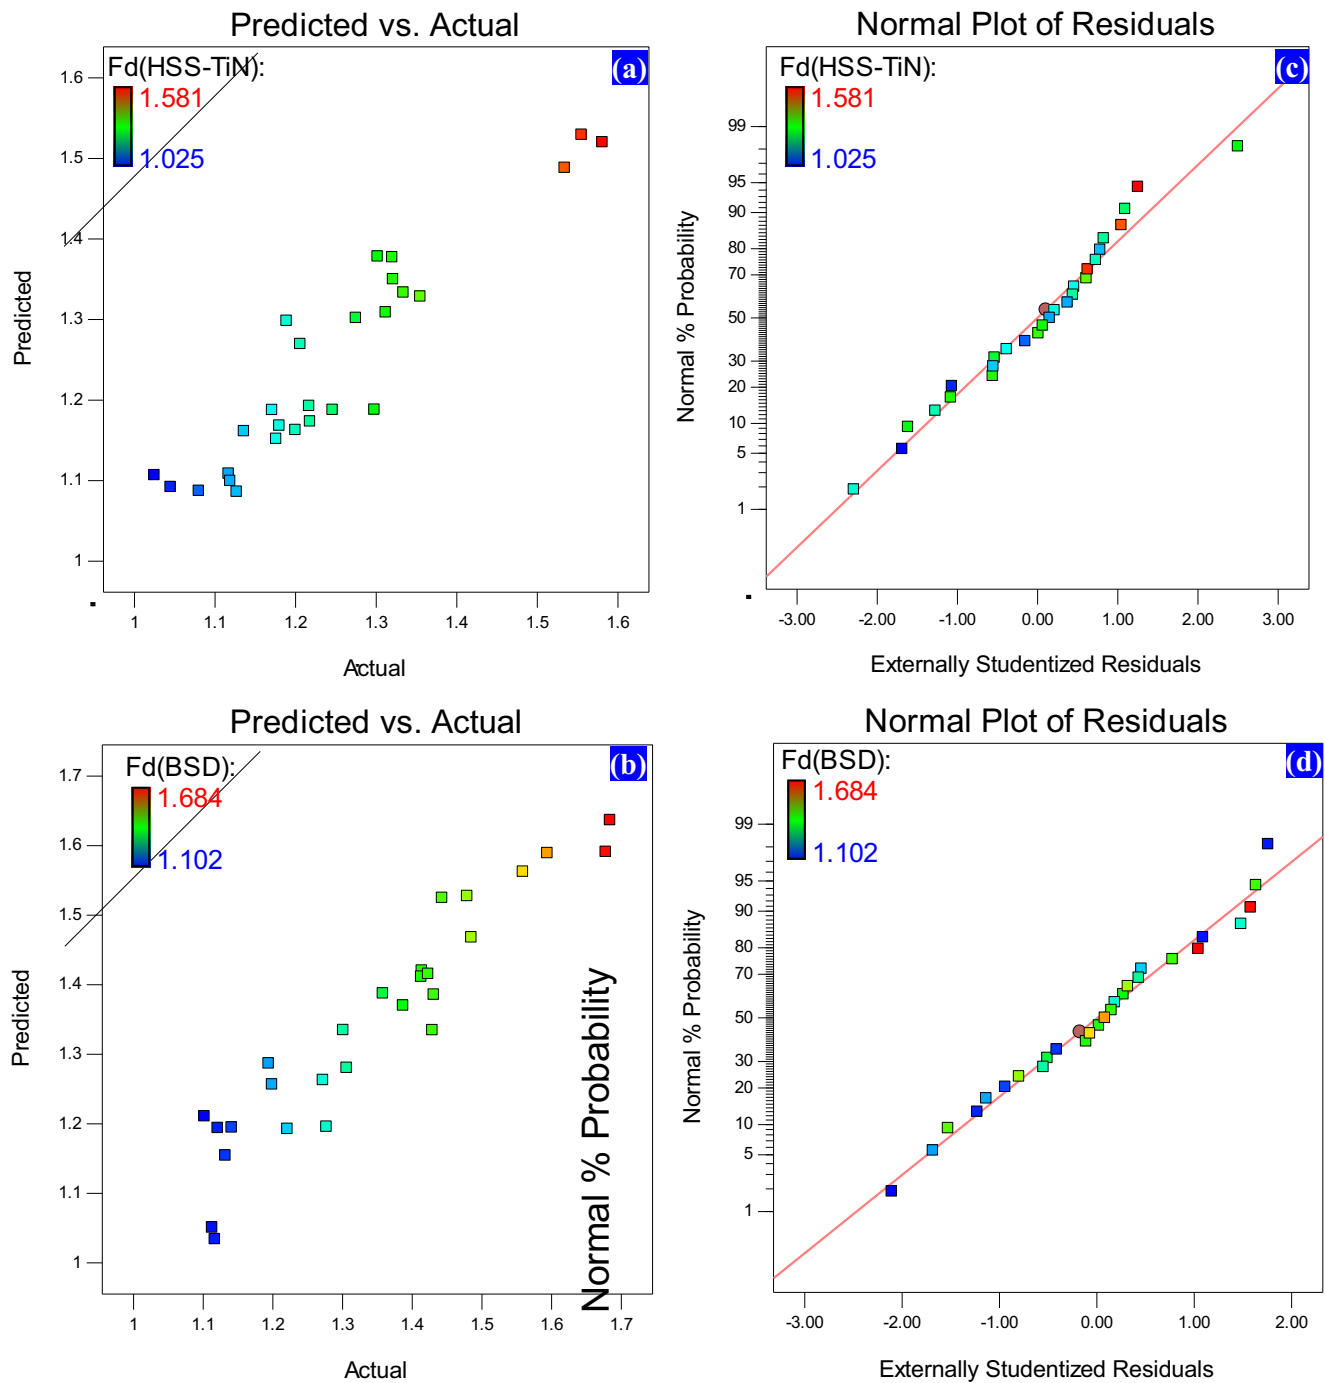 Predicted vs. Actual
Fd(HSS-TiN):
(a)
1.581
1.025
1.6
1.5
1.4
1.3
1.2
1.1
1
Predicted
1 1.1 1.2 1.3 1.4 1.5 1.6
Actual
Normal Plot of Residuals
Fd(HSS-TiN):
(c)
1.581
1.025
99
95
90
80
70
50
30
20
10
5
1
Normal % Probability
-3.00 -2.00 -1.00 0.00 1.00 2.00 3.00
Externally Studentized Residuals
Predicted vs. Actual
Fd(BSD):
(b)
1.684
1.102
1.7
1.6
1.5
1.4
1.3
1.2
1.1
1
Predicted
Normal % Probability
1 1.1 1.2 1.3 1.4 1.5 1.6 1.7
Actual
Normal Plot of Residuals
Fd(BSD):
(d)
1.684
1.102
99
95
90
80
70
50
30
20
10
5
1
Normal % Probability
-3.00 -2.00 -1.00 0.00 1.00 2.00
Externally Studentized Residuals